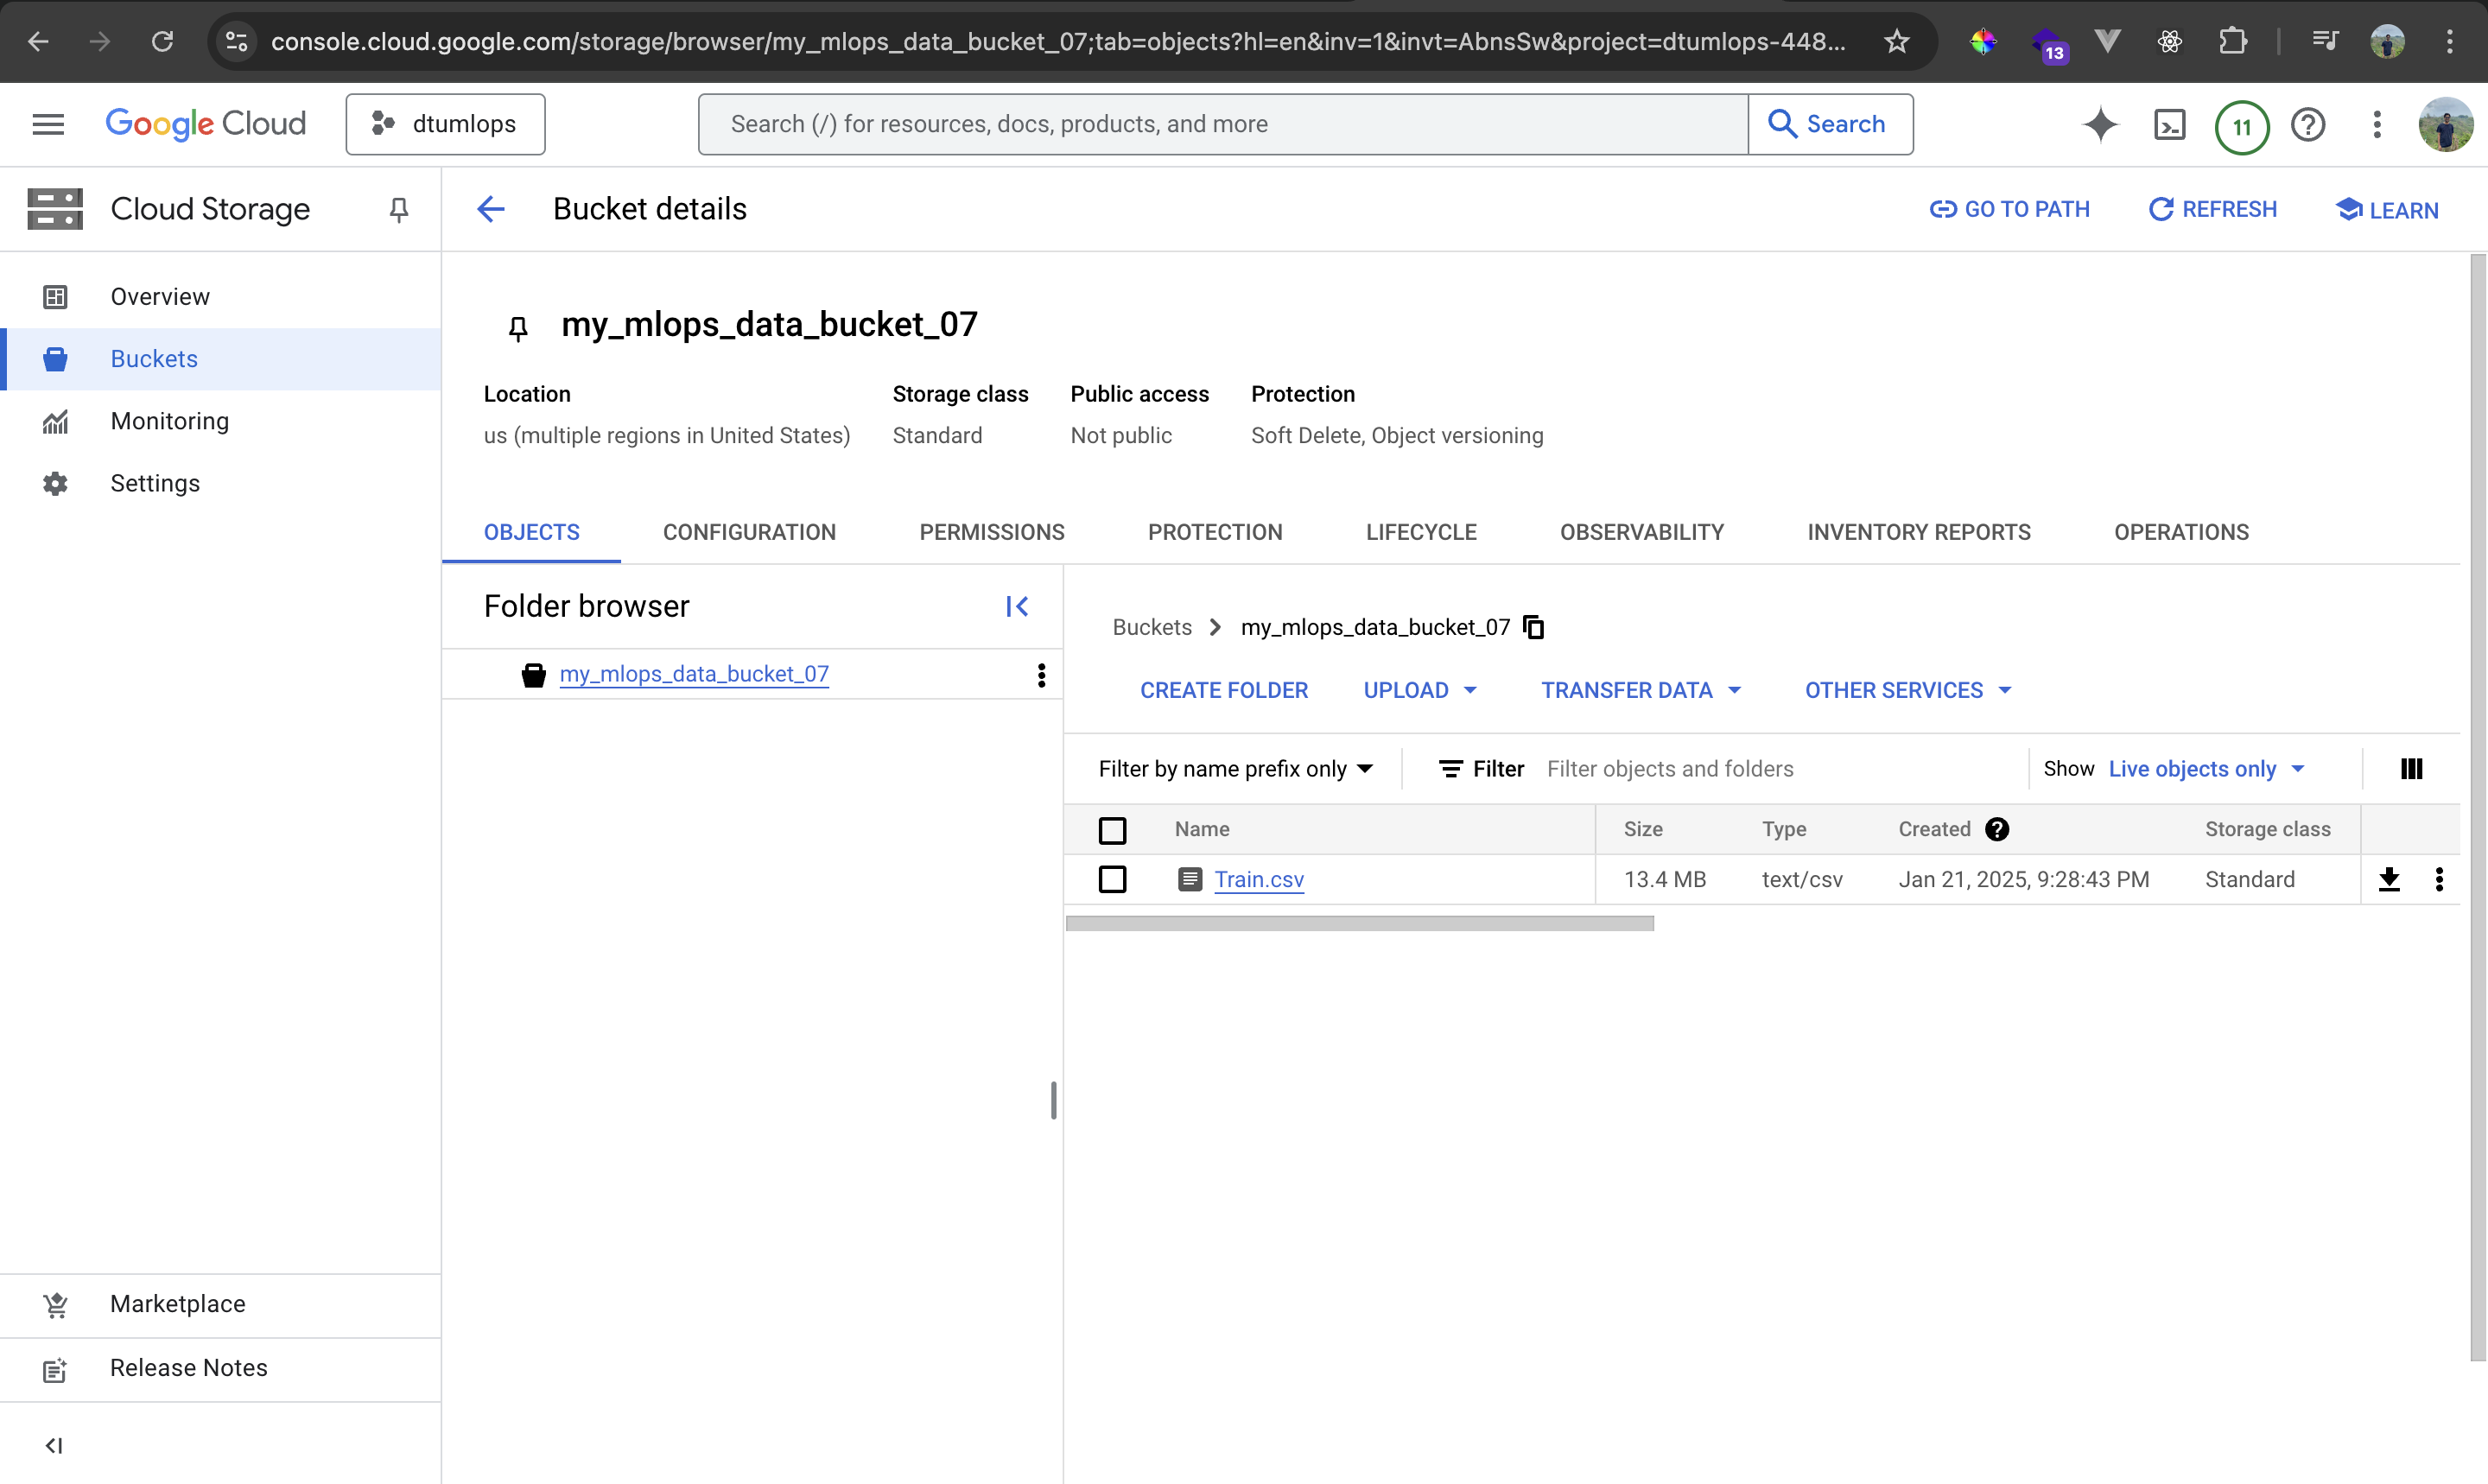 console.cloud.google.com/storage/browser/my_mlops_data_bucket_07;tab=objects?hl=en&inv=1&invt=AbnsSw&project=dtumlops-448...
13
Google Cloud
dtumlops
Search (/) for resources, docs, products, and more
Search
11
Cloud Storage
Bucket details
GO TO PATH
REFRESH
LEARN
Overview
Buckets
Monitoring
Settings
my_mlops_data_bucket_07
Location Storage class Public access Protection
us (multiple regions in United States) Standard Not public Soft Delete, Object versioning
OBJECTS CONFIGURATION PERMISSIONS PROTECTION LIFECYCLE OBSERVABILITY INVENTORY REPORTS OPERATIONS
Folder browser
my_mlops_data_bucket_07
Buckets > my_mlops_data_bucket_07
CREATE FOLDER UPLOAD TRANSFER DATA OTHER SERVICES
Filter by name prefix only Filter Filter objects and folders Show Live objects only
Name Size Type Created ? Storage class
Train.csv 13.4 MB text/csv Jan 21, 2025, 9:28:43 PM Standard
Marketplace
Release Notes